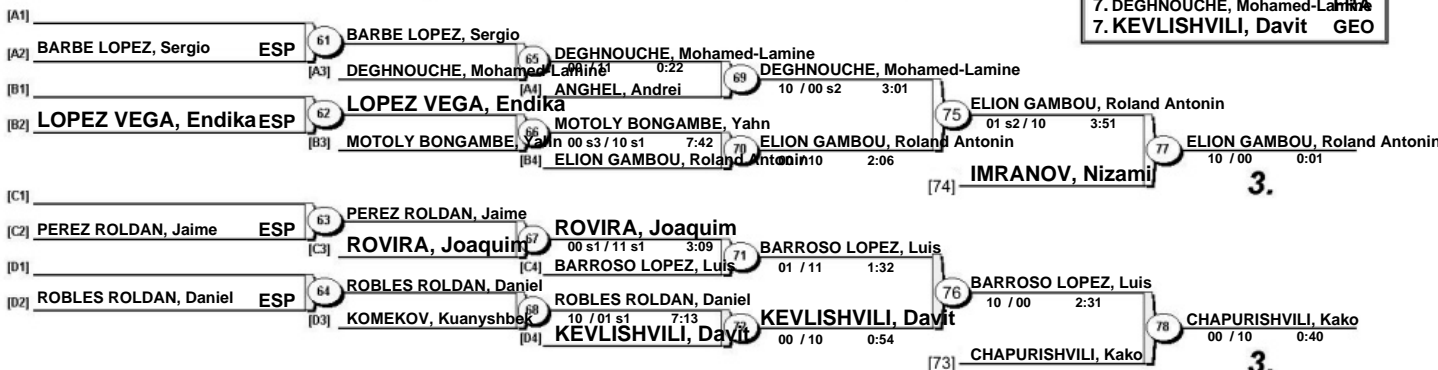 7. DEGHNOUCHE, Mohamed-Lamine FRA
7. KEVLISHVILI, Davit GEO
[A1]
[A2] BARBE LOPEZ, Sergio ESP
61
BARBE LOPEZ, Sergio
[A3] DEGHNOUCHE, Mohamed-Lamine
65
DEGHNOUCHE, Mohamed-Lamine
00 / 11 0:22
[A4] ANGHEL, Andrei
69
DEGHNOUCHE, Mohamed-Lamine
10 / 00 s2 3:01
[B1]
[B2] LOPEZ VEGA, Endika ESP
62
LOPEZ VEGA, Endika
[B3] MOTOLY BONGAMBE, Yahn
66
MOTOLY BONGAMBE, Yahn
00 s3 / 10 s1 7:42
[B4] ELION GAMBOU, Roland Antonin
70
ELION GAMBOU, Roland Antonin
00 / 10 2:06
75
ELION GAMBOU, Roland Antonin
01 s2 / 10 3:51
[74] IMRANOV, Nizami
77
ELION GAMBOU, Roland Antonin
10 / 00 0:01
3.
[C1]
[C2] PEREZ ROLDAN, Jaime ESP
63
PEREZ ROLDAN, Jaime
[C3] ROVIRA, Joaquim
67
ROVIRA, Joaquim
00 s1 / 11 s1 3:09
[C4] BARROSO LOPEZ, Luis
71
BARROSO LOPEZ, Luis
01 / 11 1:32
[D1]
[D2] ROBLES ROLDAN, Daniel ESP
64
ROBLES ROLDAN, Daniel
[D3] KOMEKOV, Kuanyshbek
68
ROBLES ROLDAN, Daniel
10 / 01 s1 7:13
[D4] KEVLISHVILI, Davit
72
KEVLISHVILI, Davit
00 / 10 0:54
76
BARROSO LOPEZ, Luis
10 / 00 2:31
[73] CHAPURISHVILI, Kako
78
CHAPURISHVILI, Kako
00 / 10 0:40
3.